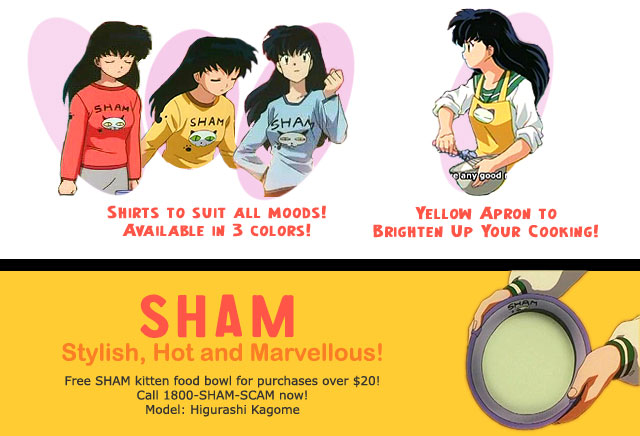 SHAM
SHAM
SHAM
e any good
SHIRTS TO SUIT ALL MOODS!
AVAILABLE IN 3 COLORS!
YELLOW APRON TO
BRIGHTEN UP YOUR COOKING!
SHAM
SHAM
Stylish, Hot and Marvellous!
Free SHAM kitten food bowl for purchases over $20!
Call 1800-SHAM-SCAM now!
Model: Higurashi Kagome